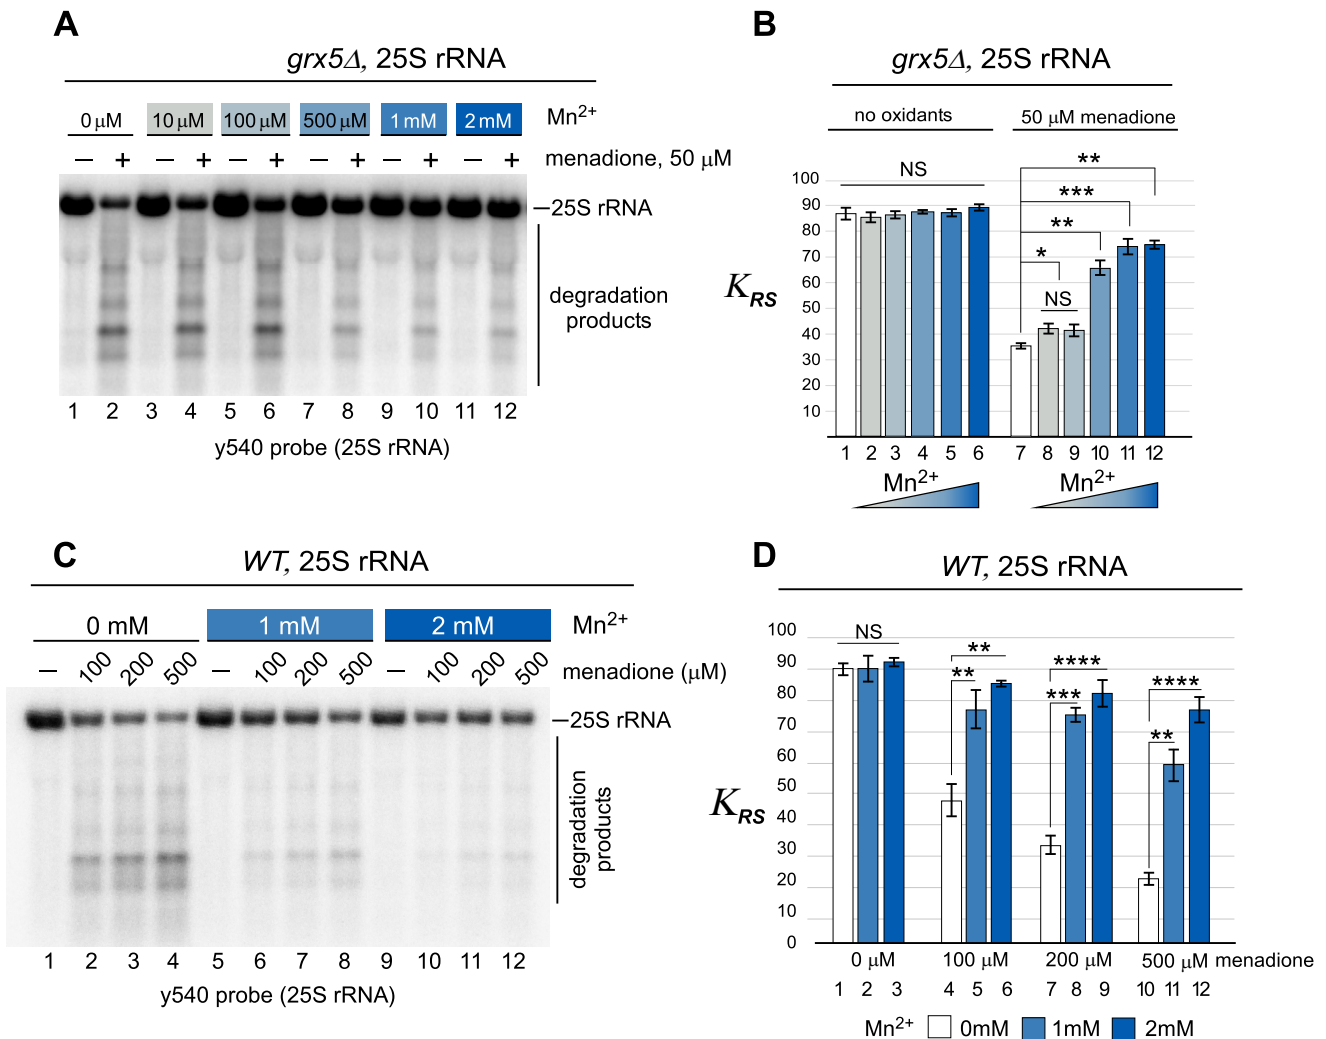 A
grx5Δ, 25S rRNA
0 µM 10 µM 100 µM 500 µM 1 mM 2 mM Mn2+
– + – + – + – + – + – + menadione, 50 µM
25S rRNA
degradation
products
1 2 3 4 5 6 7 8 9 10 11 12
y540 probe (25S rRNA)
B
grx5Δ, 25S rRNA
no oxidants 50 µM menadione
NS
**
***
**
*
NS
KRS
100
90
80
70
60
50
40
30
20
10
1 2 3 4 5 6 7 8 9 10 11 12
Mn2+ Mn2+
C
WT, 25S rRNA
0 mM 1 mM 2 mM Mn2+
– 100 200 500 – 100 200 500 – 100 200 500 menadione (µM)
25S rRNA
degradation
products
1 2 3 4 5 6 7 8 9 10 11 12
y540 probe (25S rRNA)
D
WT, 25S rRNA
NS
**
**
****
***
****
**
KRS
100
90
80
70
60
50
40
30
20
10
0
0 µM 100 µM 200 µM 500 µM menadione
1 2 3 4 5 6 7 8 9 10 11 12
Mn2+ 0mM 1mM 2mM